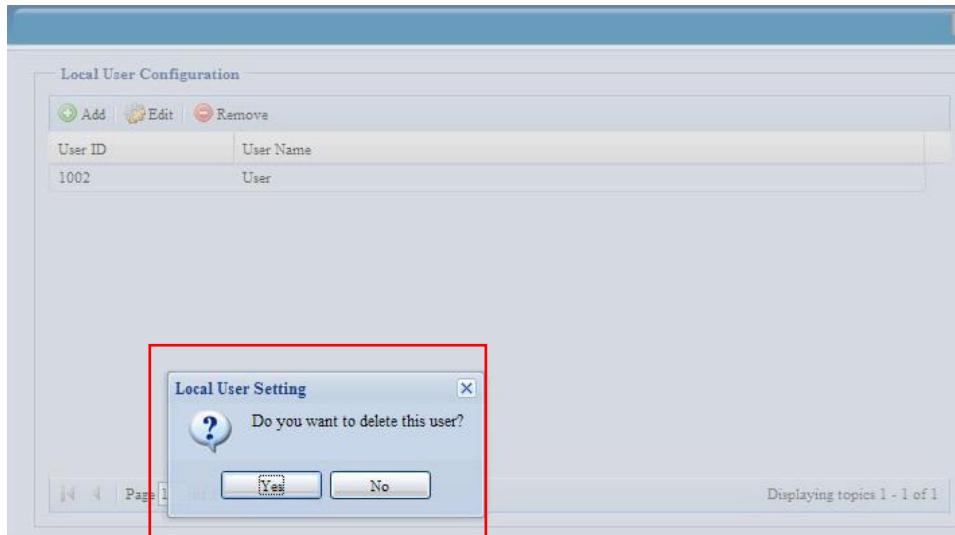 Local User Configuration
Add Edit Remove
User ID User Name
1002 User
Local User Setting
Do you want to delete this user?
Yes No
Page 1 Displaying topics 1 - 1 of 1